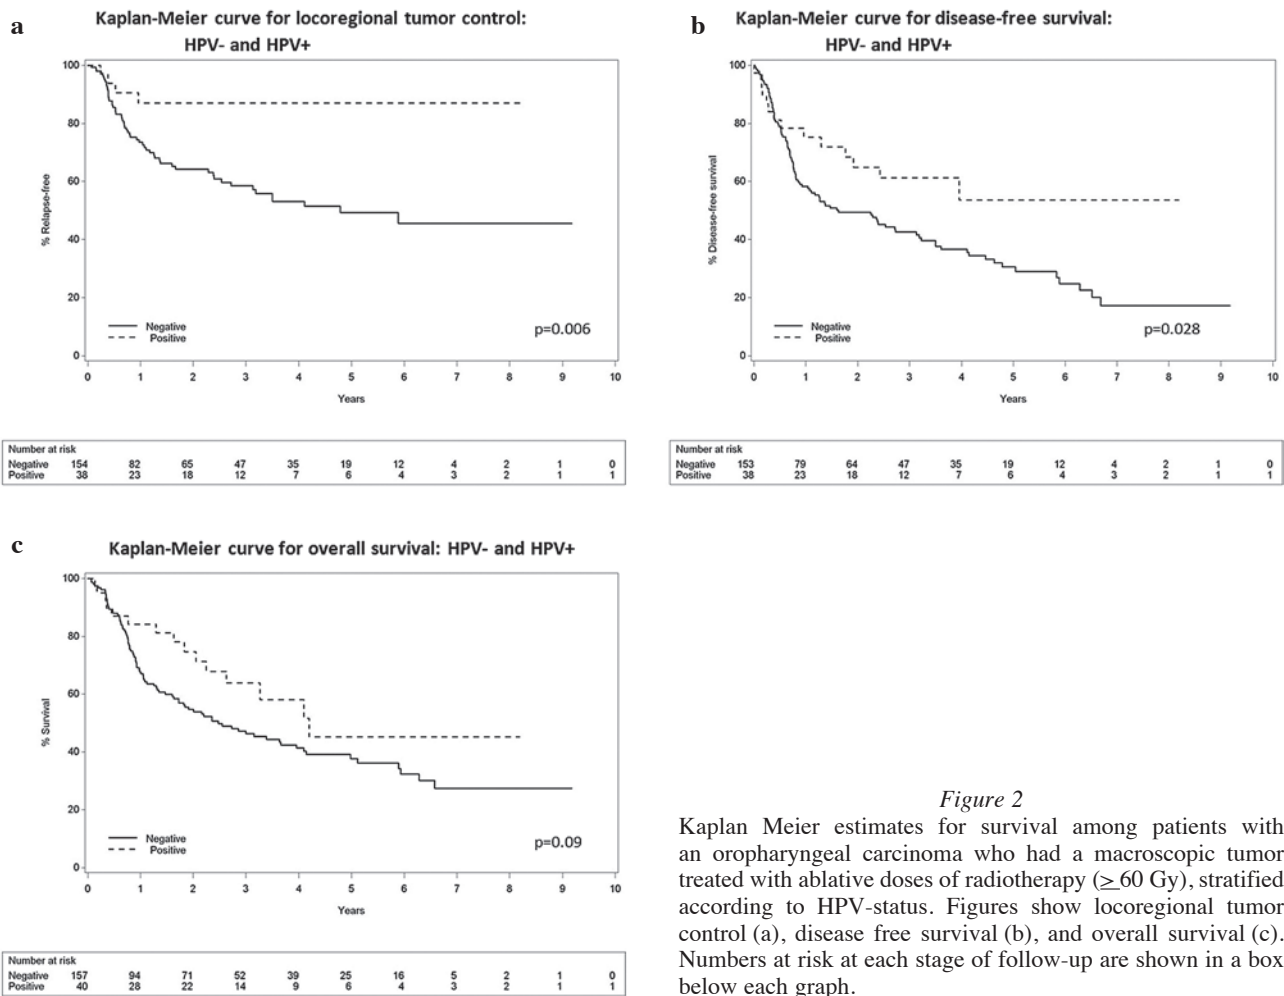 a
Kaplan-Meier curve for locoregional tumor control:
HPV- and HPV+
100
80
60
40
20
0
% Relapse-free
Negative
Positive
p=0.006
0 1 2 3 4 5 6 7 8 9 10
Years
Number at risk
Negative 154 82 65 47 35 19 12 4 2 1 0
Positive 38 23 18 12 7 6 4 3 2 1 1
b
Kaplan-Meier curve for disease-free survival:
HPV- and HPV+
100
80
60
40
20
0
% Disease-free survival
Negative
Positive
p=0.028
0 1 2 3 4 5 6 7 8 9 10
Years
Number at risk
Negative 153 79 64 47 35 19 12 4 2 1 0
Positive 38 23 18 12 7 6 4 3 2 1 1
c
Kaplan-Meier curve for overall survival: HPV- and HPV+
100
80
60
40
20
0
% Survival
Negative
Positive
p=0.09
0 1 2 3 4 5 6 7 8 9 10
Years
Number at risk
Negative 157 94 71 52 39 25 16 5 2 1 0
Positive 40 28 22 14 9 6 4 3 2 1 1
Figure 2
Kaplan Meier estimates for survival among patients with
an oropharyngeal carcinoma who had a macroscopic tumor
treated with ablative doses of radiotherapy (≥60 Gy), stratified
according to HPV-status. Figures show locoregional tumor
control (a), disease free survival (b), and overall survival (c).
Numbers at risk at each stage of follow-up are shown in a box
below each graph.